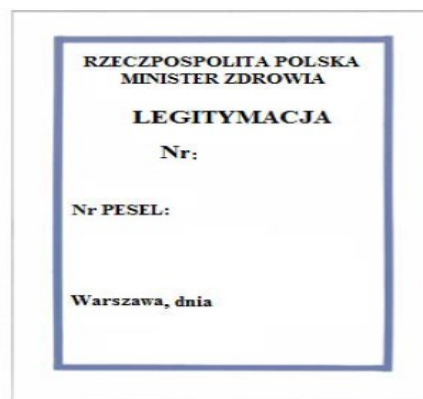 RZECZPOSPOLITA POLSKA
MINISTER ZDROWIA
LEGITYMACJA
Nr:
Nr PESEL:
Warszawa, dnia